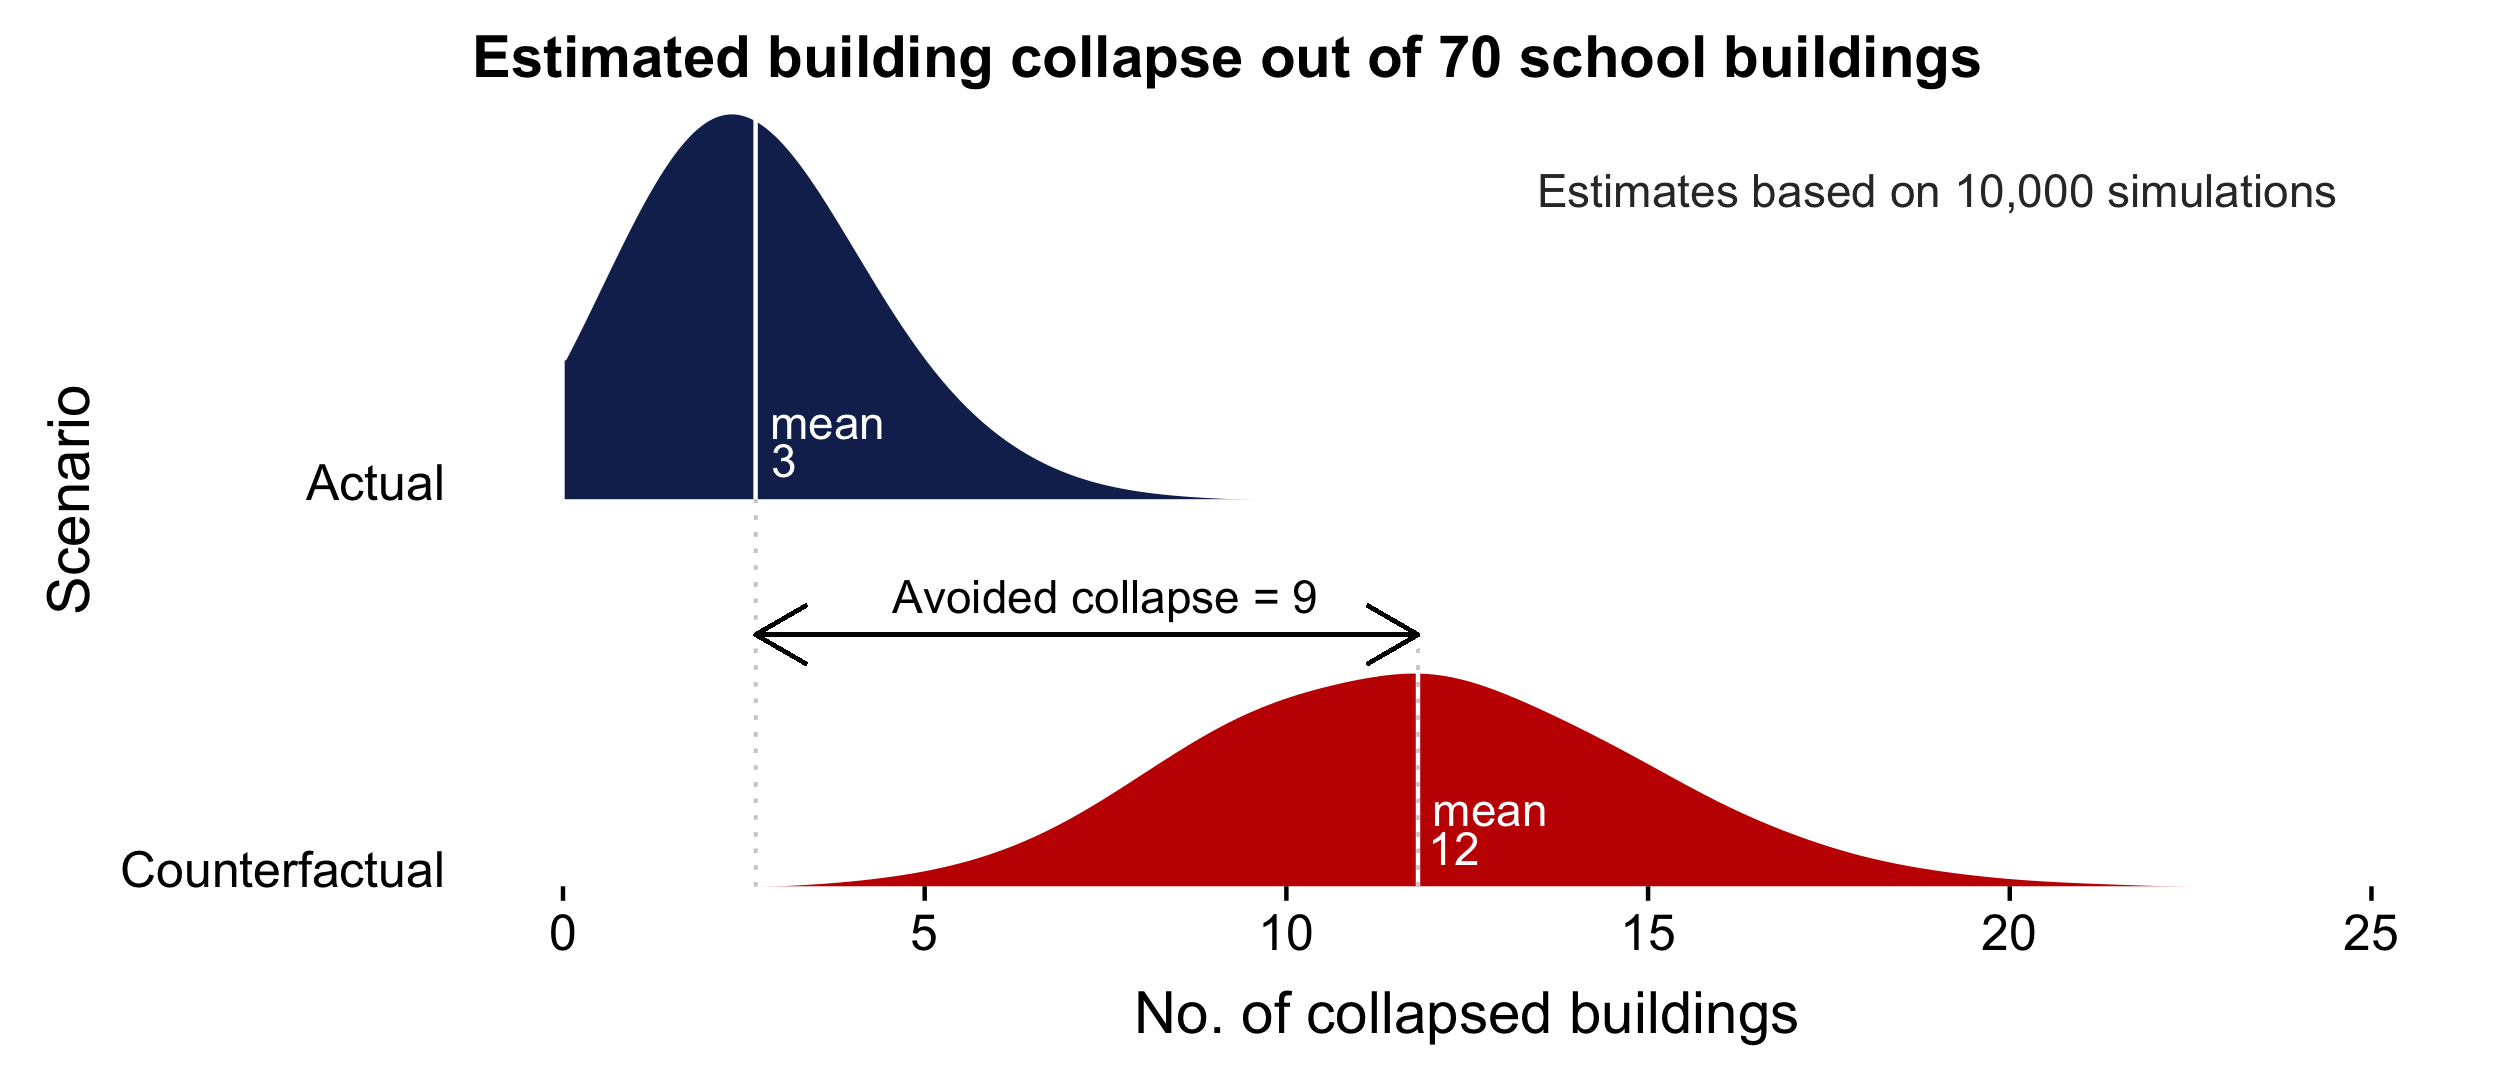 Estimated building collapse out of 70 school buildings
Estimates based on 10,000 simulations
Scenario
mean
3
Actual
Avoided collapse = 9
mean
12
Counterfactual
0 5 10 15 20 25
No. of collapsed buildings